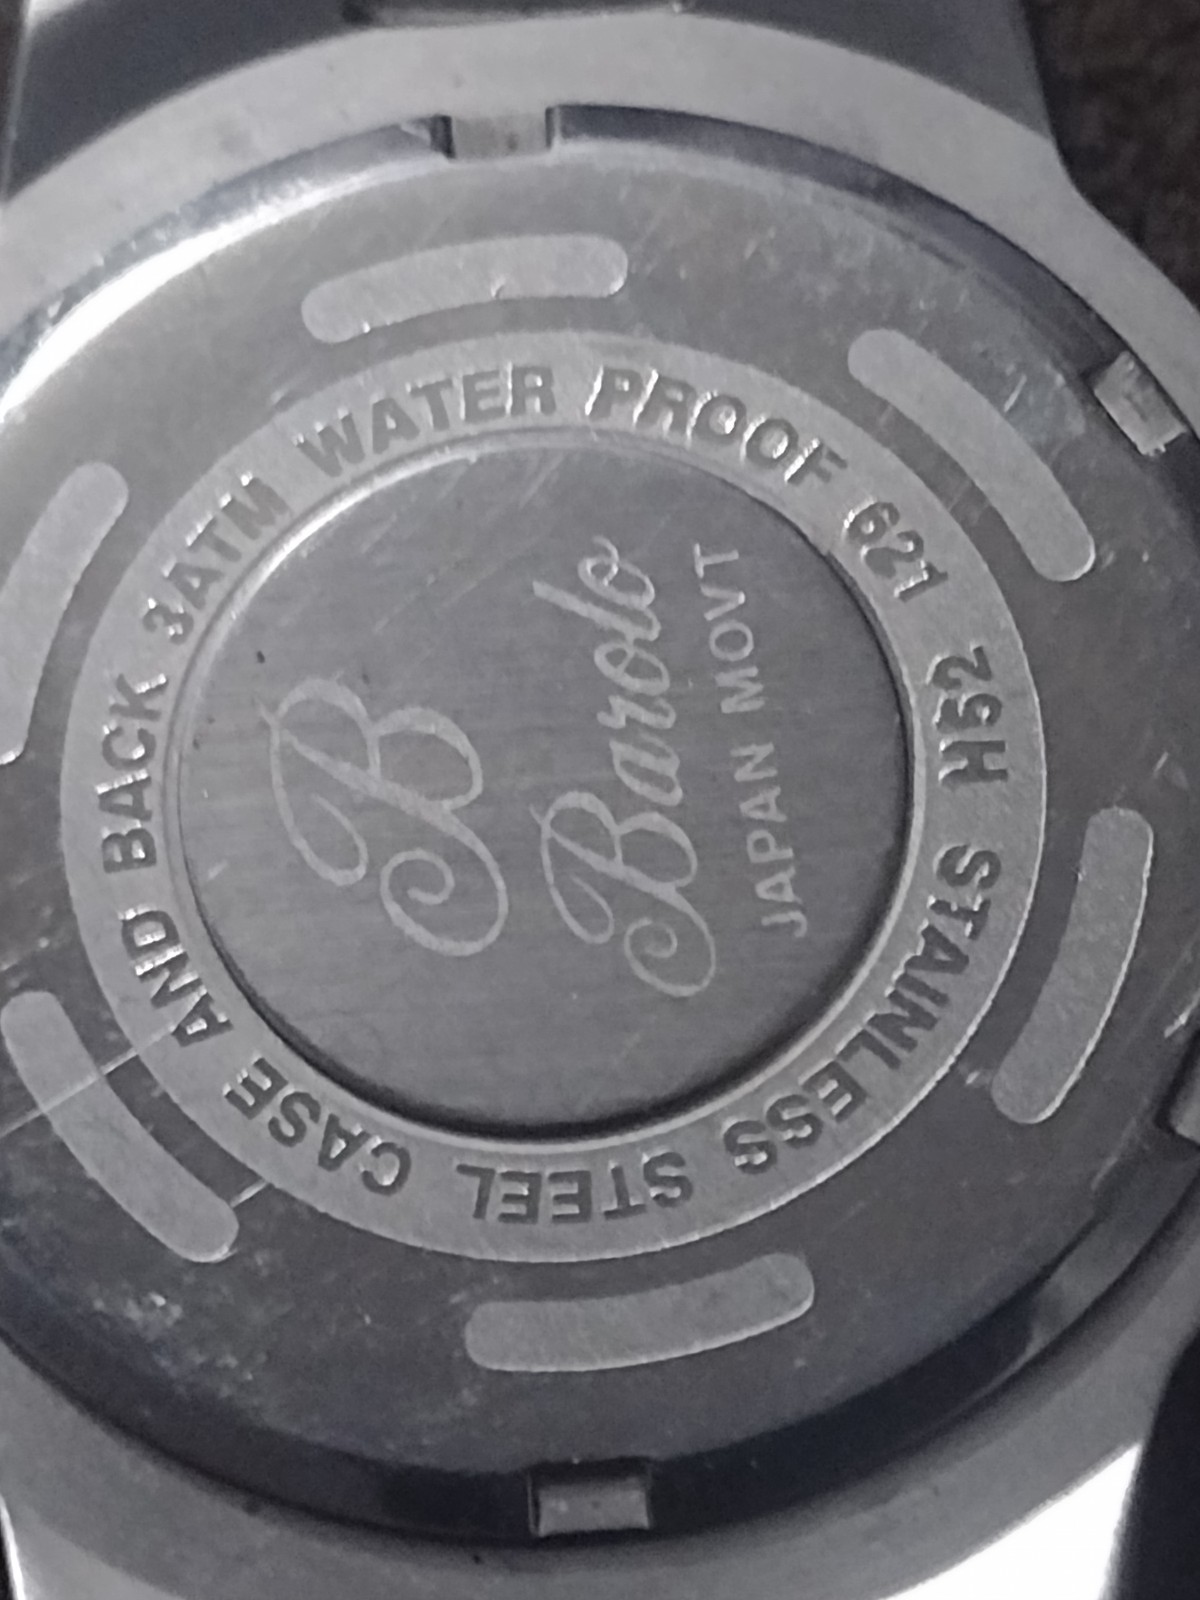 B
Barolo
JAPAN MOVT
STAINLESS STEEL CASE AND BACK 3ATM WATER PROOF 621 H52